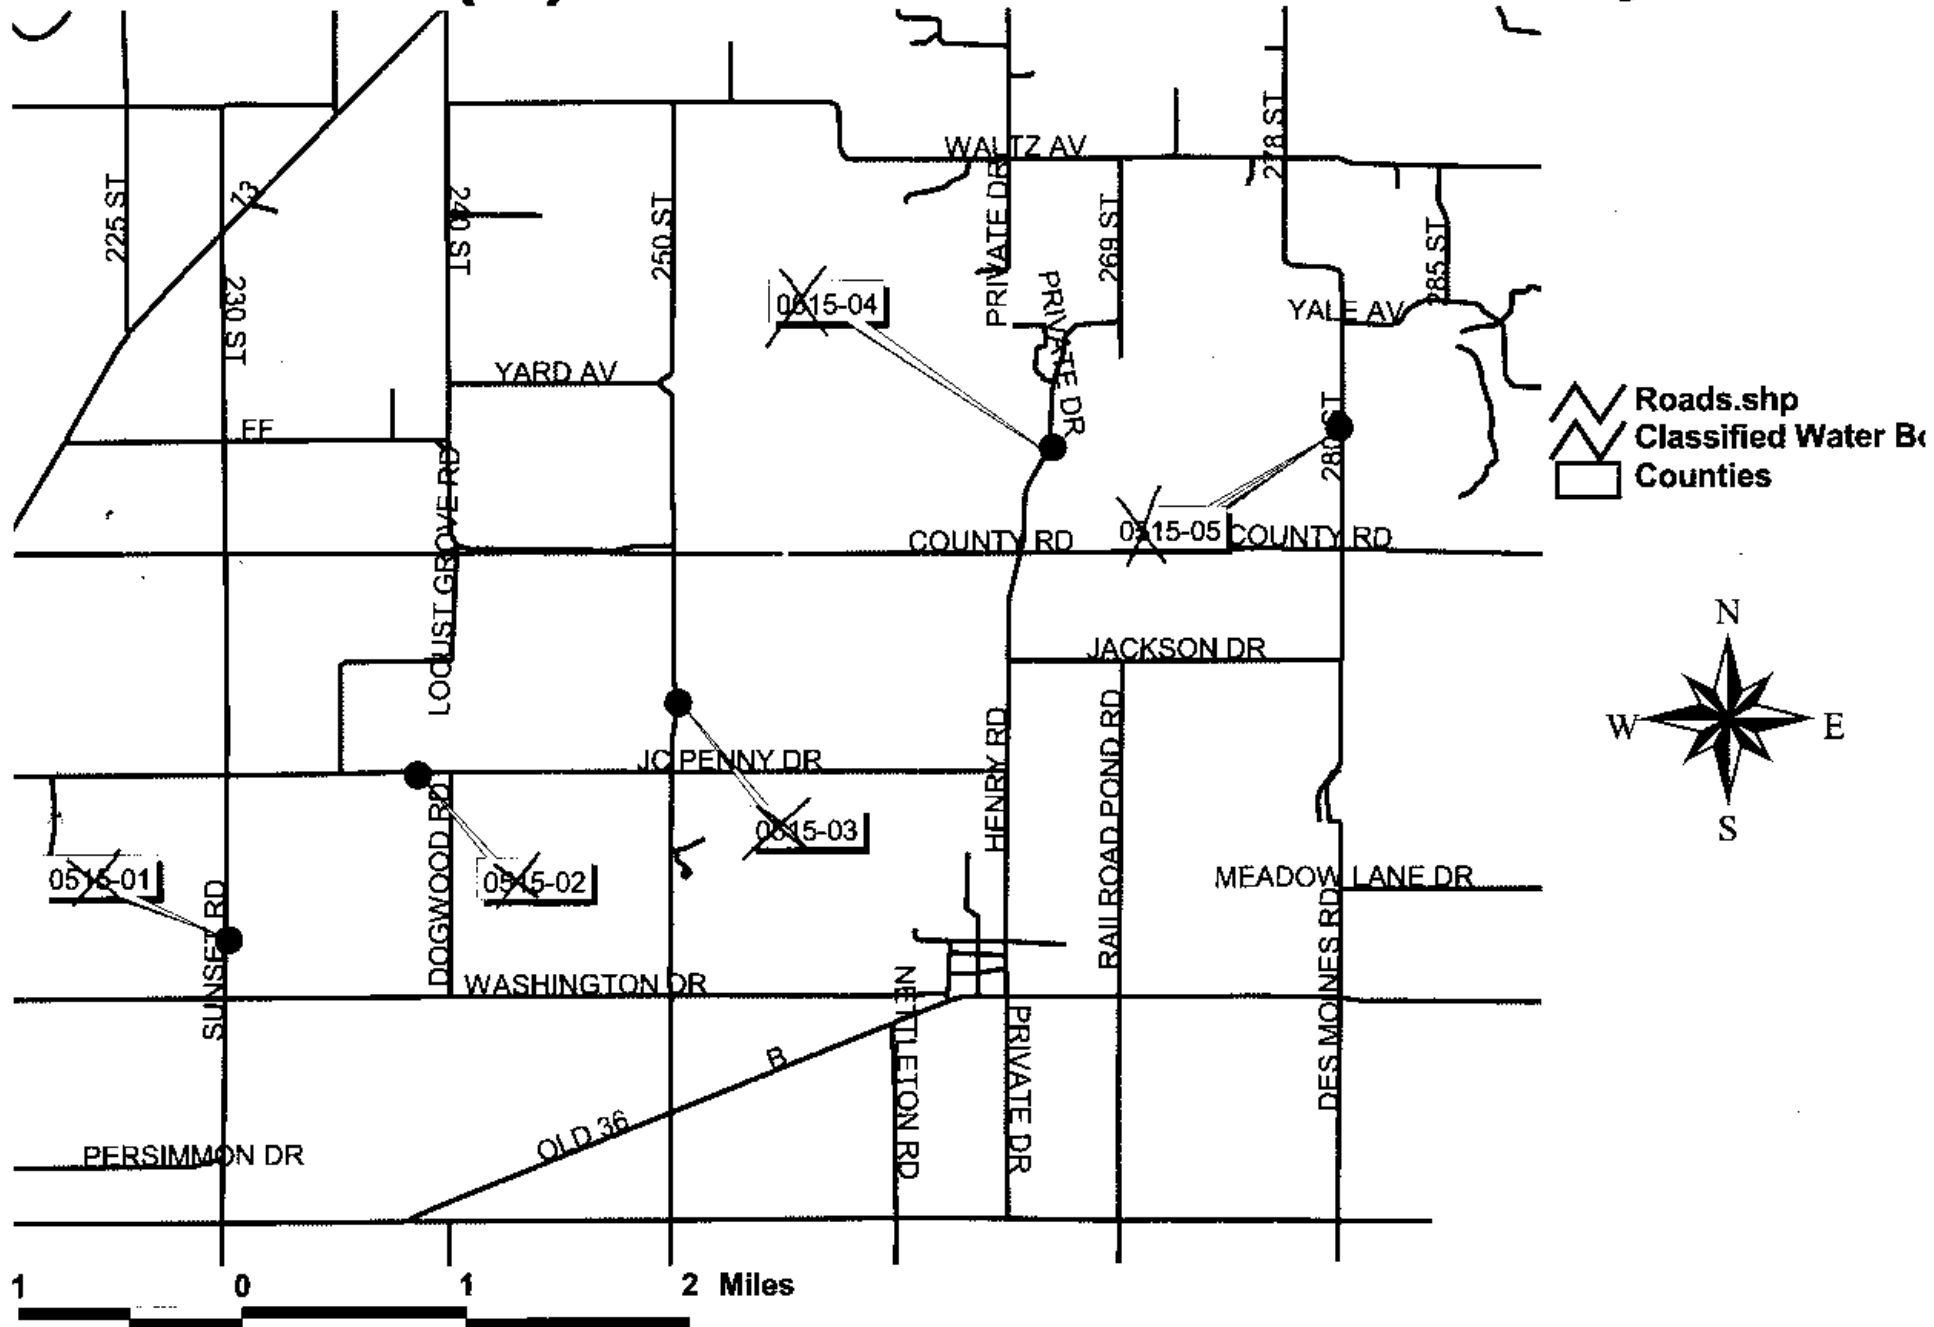 WALTZ AV
278 ST
225 ST
240 ST
250 ST
PRIVATE DR
269 ST
285 ST
230 ST
0515-04
PRIVATE DR
YALE AV
YARD AV
FF
280 ST
Roads.shp
Classified Water
Counties
LOCUST GROVE RD
COUNTY RD
0515-05
COUNTY RD
N
JACKSON DR
W
E
S
JC PENNY DR
HENRY RD
RAILROAD POND RD
0515-03
0515-01
0515-02
DOGWOOD RD
MEADOW LANE DR
SUNSET RD
WASHINGTON DR
NETTLETON RD
PRIVATE DR
DES MOINES RD
B
OLD 36
PERSIMMON DR
1 0 1 2 Miles